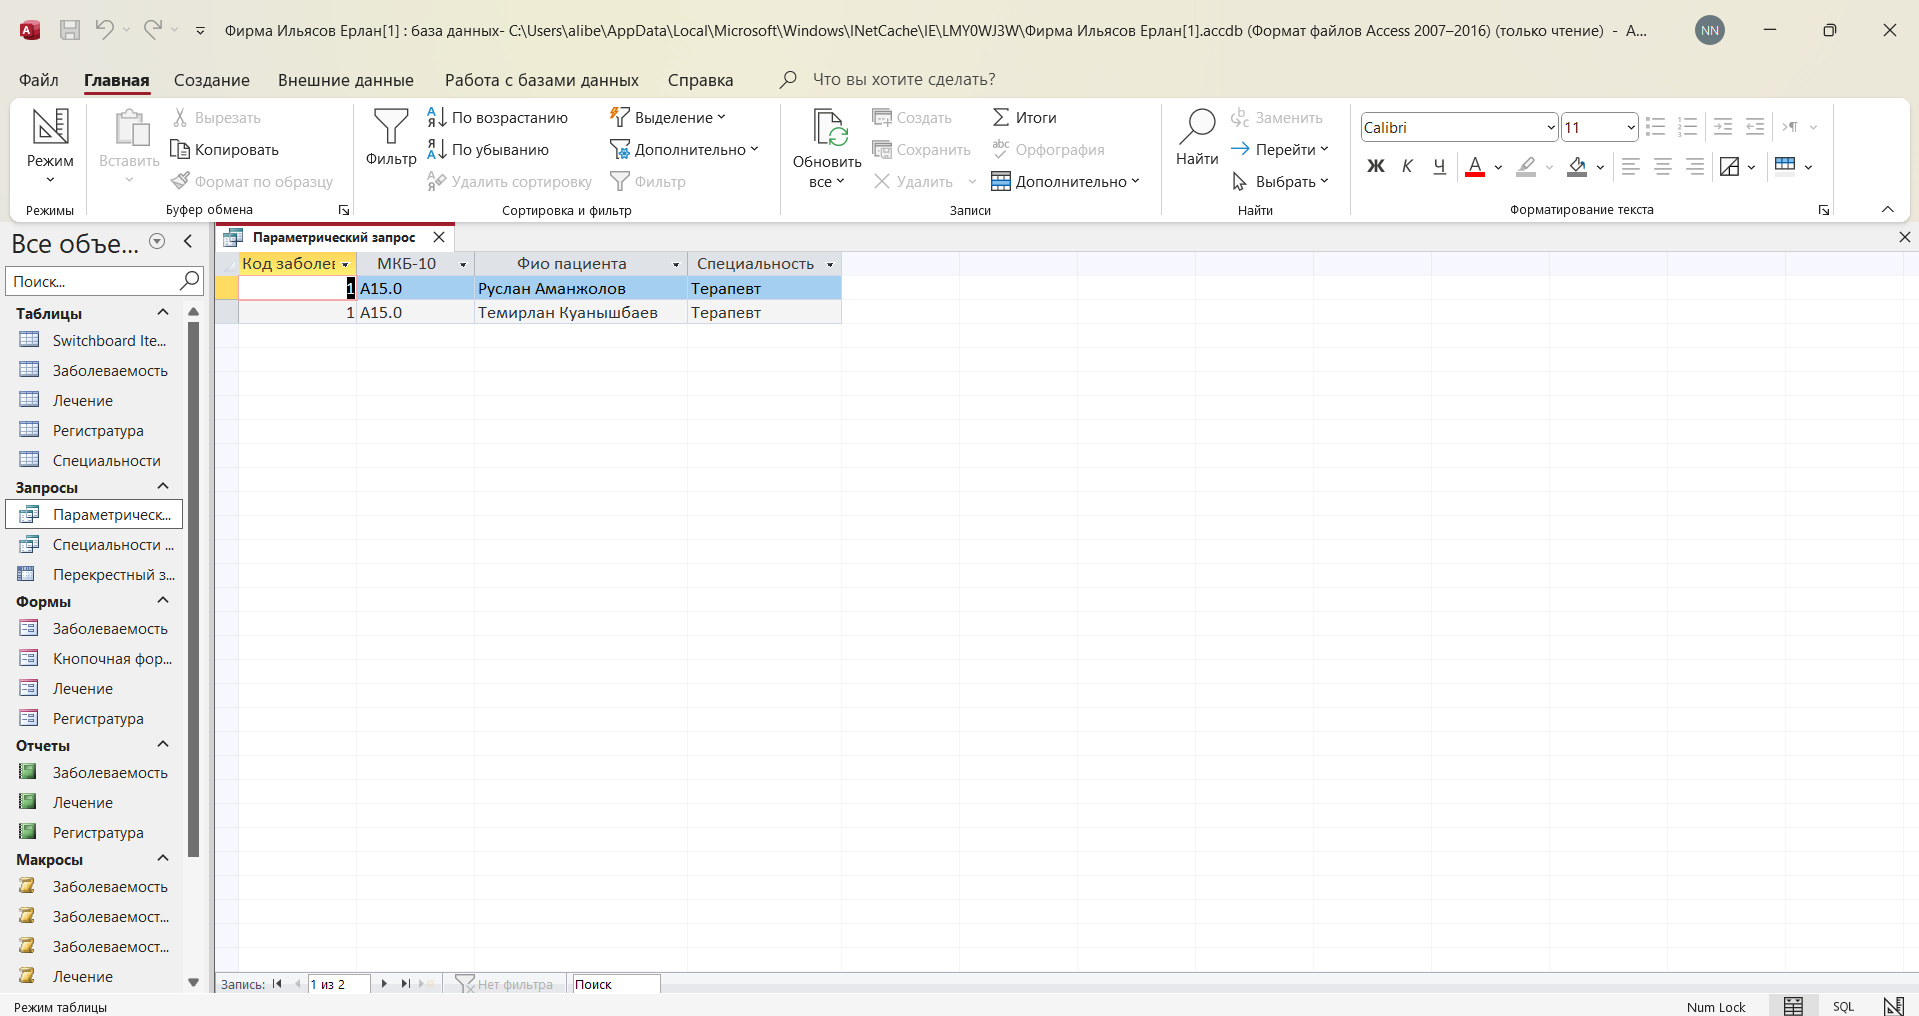 Фирма Ильясов Ерлан[1] : база данных- C:\Users\alibe\AppData\Local\Microsoft\Windows\INetCache\IE\LMY0WJ3W\Фирма Ильясов Ерлан[1].accdb (Формат файлов Access 2007–2016) (только чтение) - A...
NN
Файл Главная Создание Внешние данные Работа с базами данных Справка Что вы хотите сделать?
Режим
Режимы
Вставить
Вырезать
Копировать
Формат по образцу
Буфер обмена
Фильтр
По возрастанию
По убыванию
Удалить сортировку
Выделение
Дополнительно
Фильтр
Сортировка и фильтр
Обновить
все
Создать
Сохранить
Удалить
Итоги
Орфография
Дополнительно
Записи
Найти
Заменить
Перейти
Выбрать
Найти
Calibri 11
Ж К Ч А
Форматирование текста
Все объе...
Поиск...
Таблицы
Switchboard Ite...
Заболеваемость
Лечение
Регистратура
Специальности
Запросы
Параметрическ...
Специальности ...
Перекрестный з...
Формы
Заболеваемость
Кнопочная фор...
Лечение
Регистратура
Отчеты
Заболеваемость
Лечение
Регистратура
Макросы
Заболеваемость
Заболеваемост...
Заболеваемост...
Лечение
Параметрический запрос
Код заболев МКБ-10 Фио пациента Специальность
1 A15.0 Руслан Аманжолов Терапевт
1 A15.0 Темирлан Куанышбаев Терапевт
Запись: 1 из 2 Нет фильтра Поиск
Режим таблицы
Num Lock SQL